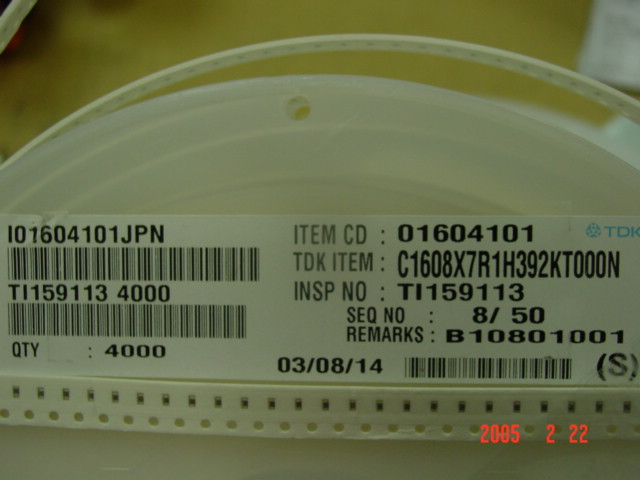 I01604101JPN
TI159113 4000
QTY : 4000
ITEM CD : 01604101
TDK ITEM : C1608X7R1H392KT000N
INSP NO : TI159113
SEQ NO : 8/ 50
REMARKS : B10801001
03/08/14
(S)
TDK
2005 2 22